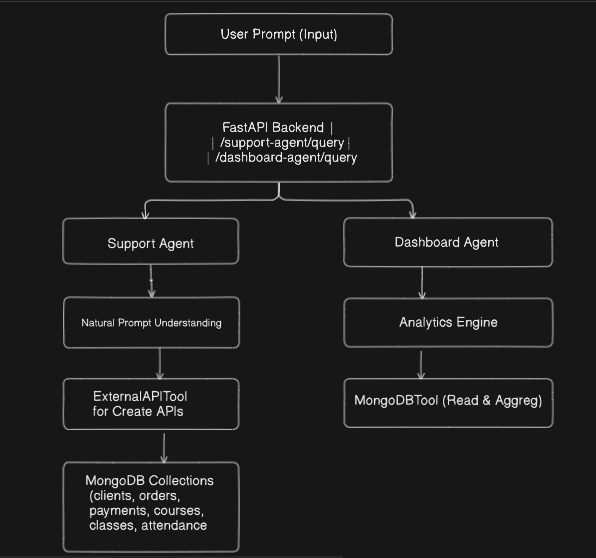 User Prompt (Input)
FastAPI Backend |
| /support-agent/query |
| /dashboard-agent/query
Support Agent
Dashboard Agent
Natural Prompt Understanding
Analytics Engine
ExternalAPITool
for Create APIs
MongoDBTool (Read & Aggreg)
MongoDB Collections
(clients, orders,
payments, courses,
classes, attendance